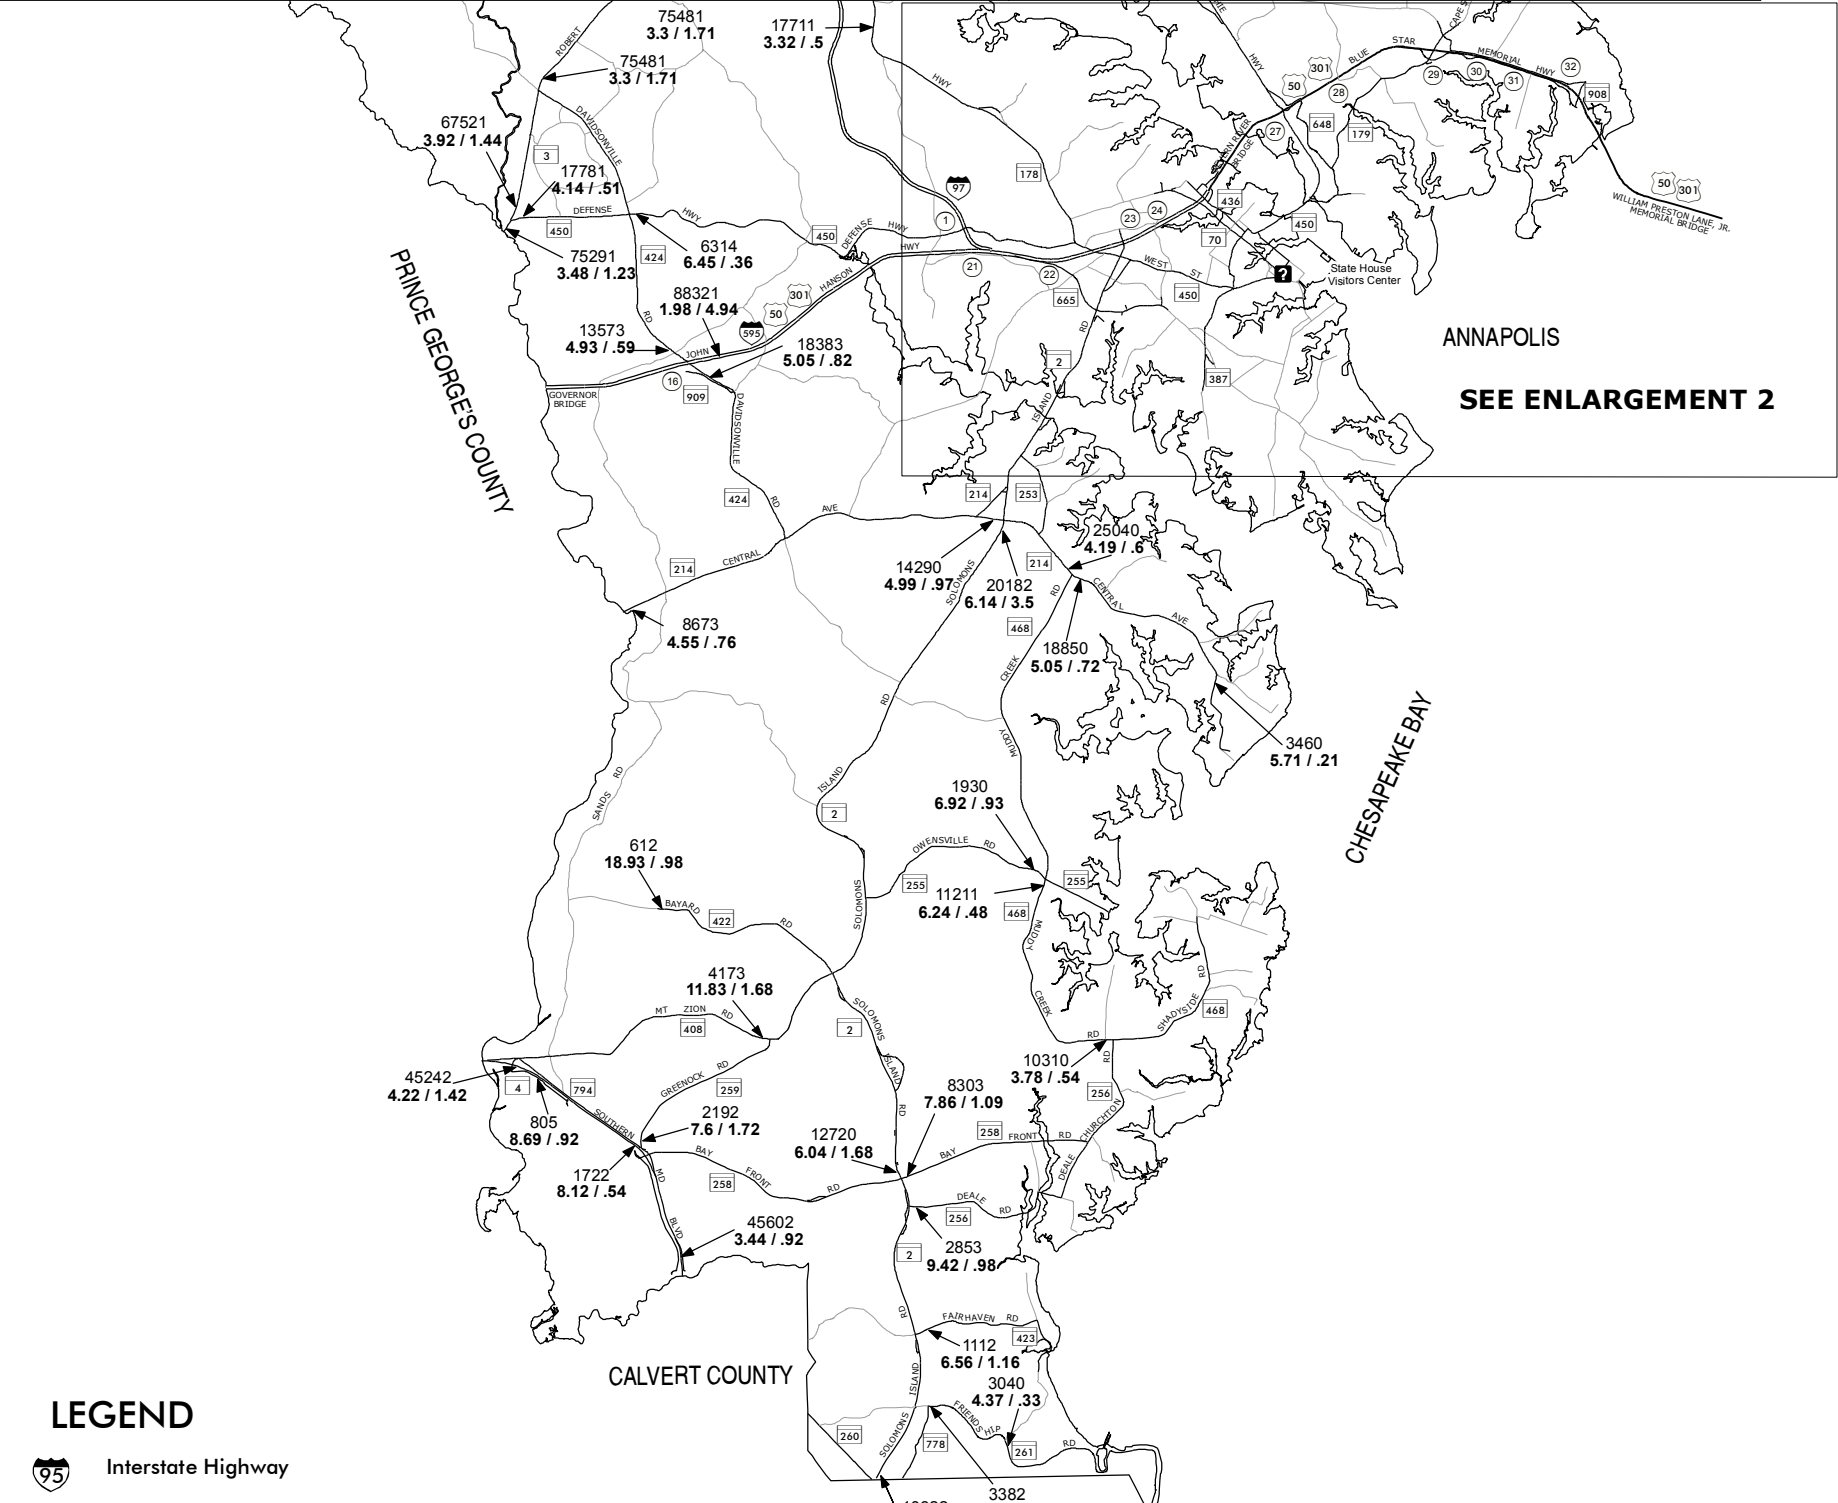 75481
3.3 / 1.71
17711
3.32 / .5
ROBERT
75481
3.3 / 1.71
HWY
HWY
BLUE
STAR
MEMORIAL
HWY
301
50
28
29
30
31
32
908
DAVIDSONVILLE
67521
3.92 / 1.44
3
17781
4.14 / .51
DEFENSE
HWY
450
178
97
1
BRIDGE
27
648
179
436
50
301
WILLIAM PRESTON LANE, JR.
MEMORIAL BRIDGE
23
24
70
450
450
DEFENSE
HWY
HWY
424
6314
6.45 / .36
75291
3.48 / 1.23
21
22
665
WEST
ST
450
State House
Visitors Center
?
PRINCE GEORGE'S COUNTY
88321
1.98 / 4.94
50
301
HANSON
595
RD
13573
4.93 / .59
JOHN
18383
5.05 / .82
RD
2
387
ISLAND
ANNAPOLIS
SEE ENLARGEMENT 2
GOVERNOR
BRIDGE
16
909
DAVIDSONVILLE
424
RD
214
253
AVE
CENTRAL
214
25040
4.19 / .6
14290
4.99 / .97
SOLOMONS
20182
6.14 / 3.5
214
RD
CENTRAL
AVE
468
8673
4.55 / .76
18850
5.05 / .72
CREEK
RD
MUDDY
3460
5.71 / .21
CHESAPEAKE BAY
SANDS
RD
ISLAND
2
1930
6.92 / .93
612
18.93 / .98
OWENSVILLE
RD
255
255
11211
6.24 / .48
468
BAYARD
422
RD
SOLOMONS
MUDDY
4173
11.83 / 1.68
MT
ZION
RD
408
SOLOMONS
2
ISLAND
RD
CREEK
RD
SHADYSIDE
RD
468
45242
4.22 / 1.42
4
794
GREENOCK
RD
259
10310
3.78 / .54
RD
256
8303
7.86 / 1.09
805
8.69 / .92
SOUTHERN
2192
7.6 / 1.72
12720
6.04 / 1.68
258
BAY
FRONT
RD
CHURCHTON
DEALE
1722
8.12 / .54
MD
BAY
FRONT
258
RD
DEALE
RD
256
BLVD
45602
3.44 / .92
2
2853
9.42 / .98
RD
FAIRHAVEN
RD
423
1112
6.56 / 1.16
CALVERT COUNTY
ISLAND
3040
4.37 / .33
FRIENDS
HIP
260
SOLOMONS
778
261
RD
3382
LEGEND
95
Interstate Highway